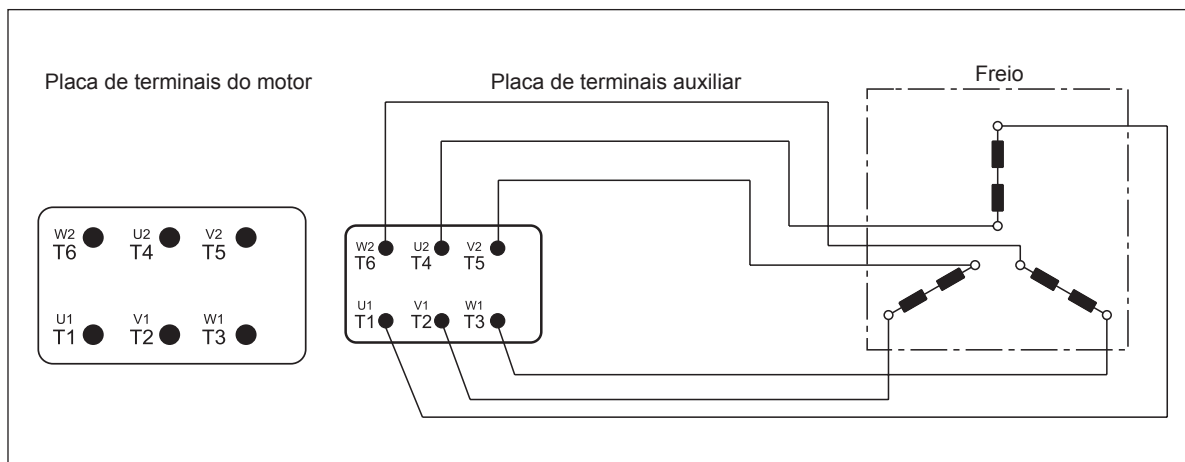 Placa de terminais do motor
Placa de terminais auxiliar
Freio
W2 U2 V2
T6 T4 T5
U1 V1 W1
T1 T2 T3
W2 U2 V2
T6 T4 T5
U1 V1 W1
T1 T2 T3